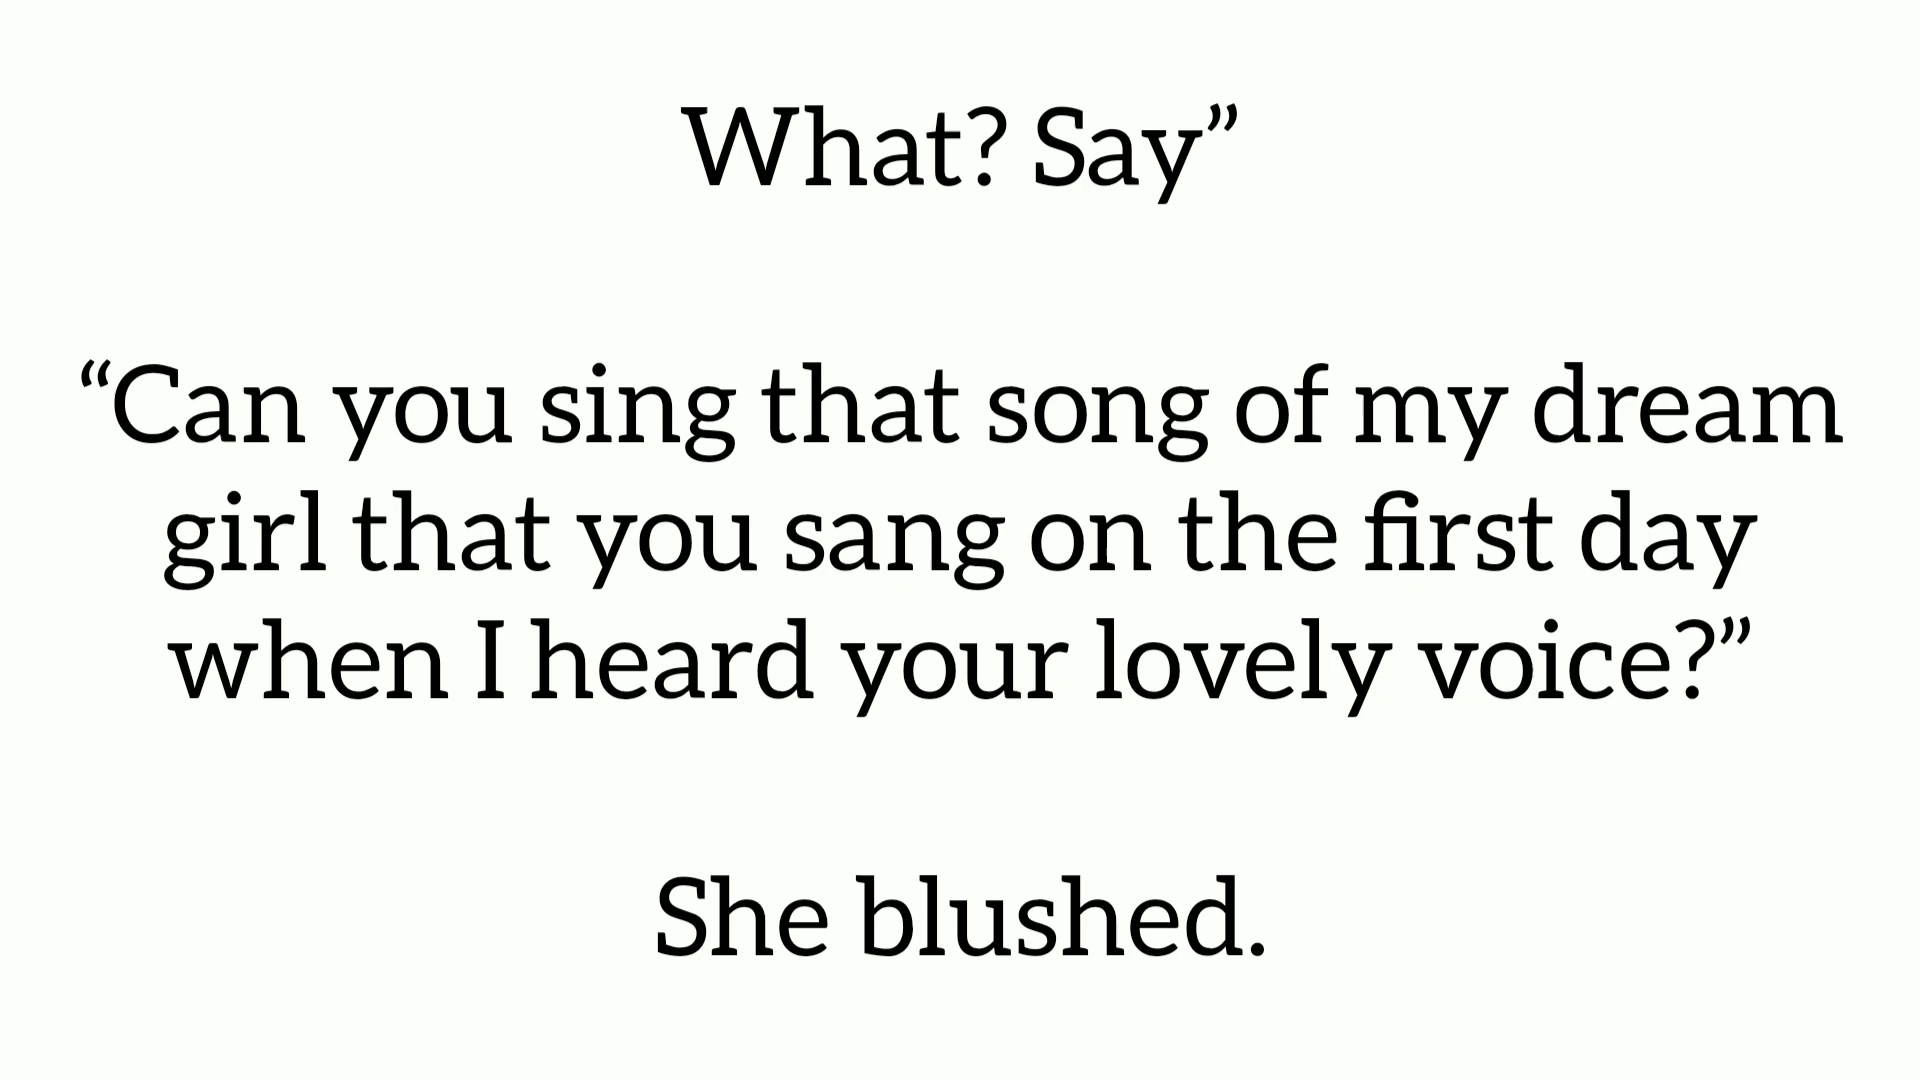 What? Say”
“Can you sing that song of my dream
girl that you sang on the first day
when I heard your lovely voice?”
She blushed.